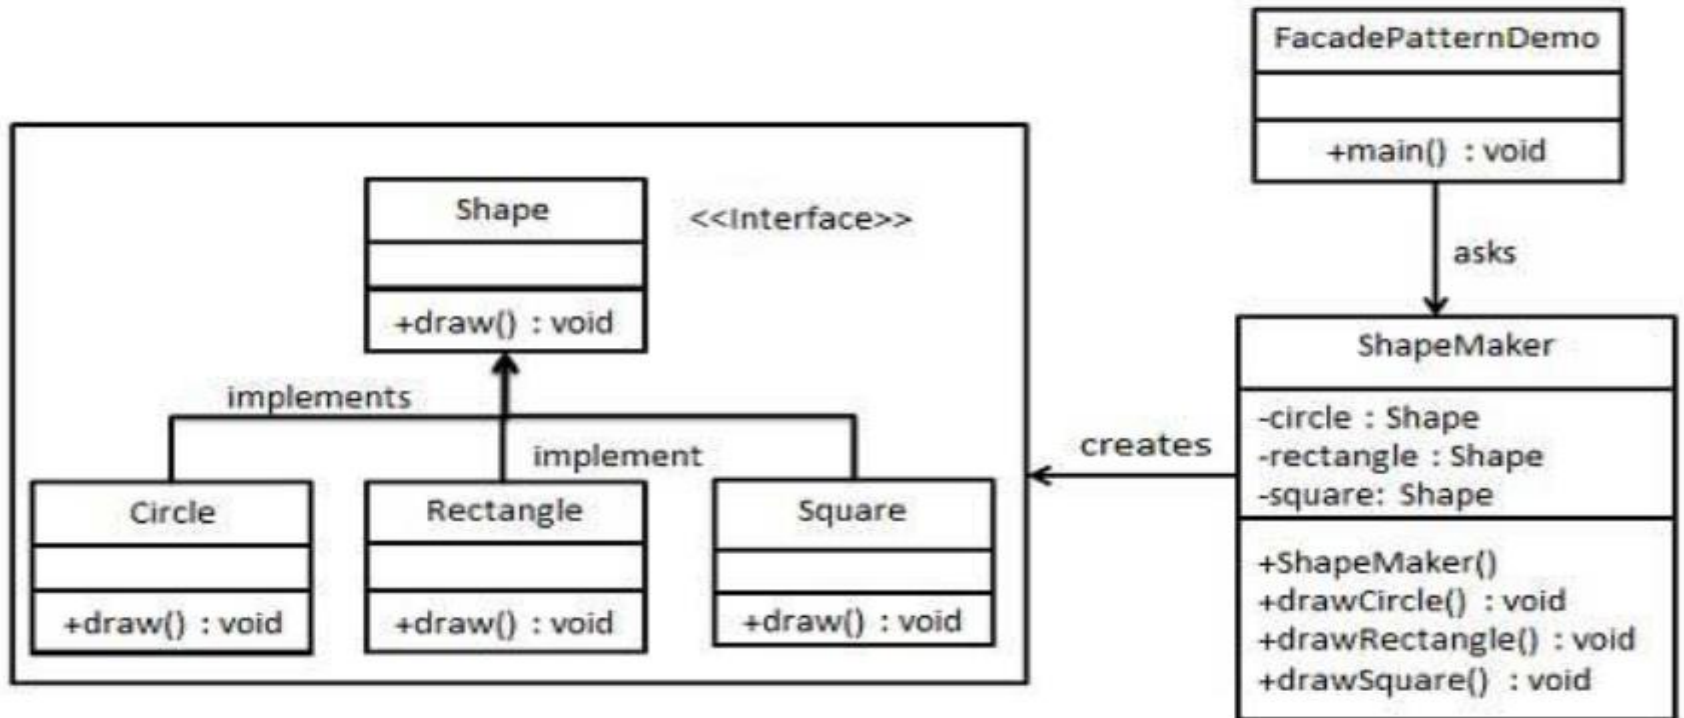 FacadePatternDemo
+main() : void
asks
Shape
<<Interface>>
+draw() : void
implements
implement
Circle
+draw() : void
Rectangle
+draw() : void
Square
+draw() : void
creates
ShapeMaker
-circle : Shape
-rectangle : Shape
-square: Shape
+ShapeMaker()
+drawCircle() : void
+drawRectangle() : void
+drawSquare() : void